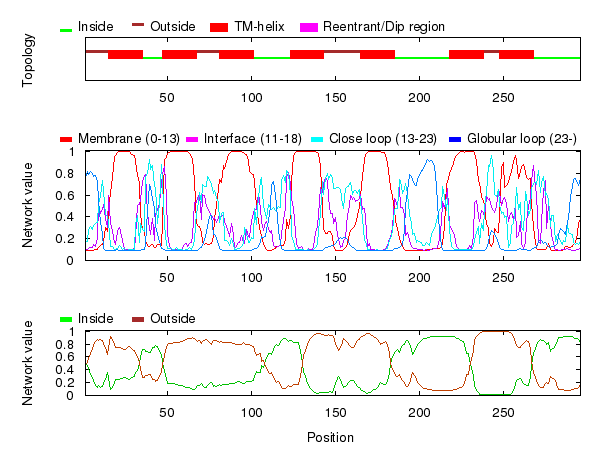 Inside Outside TM-helix Reentrant/Dip region
Topology
50 100 150 200 250
Membrane (0-13) Interface (11-18) Close loop (13-23) Globular loop (23-)
Network value
1
0.8
0.6
0.4
0.2
0
50 100 150 200 250
Inside Outside
Network value
1
0.8
0.6
0.4
0.2
0
50 100 150 200 250
Position